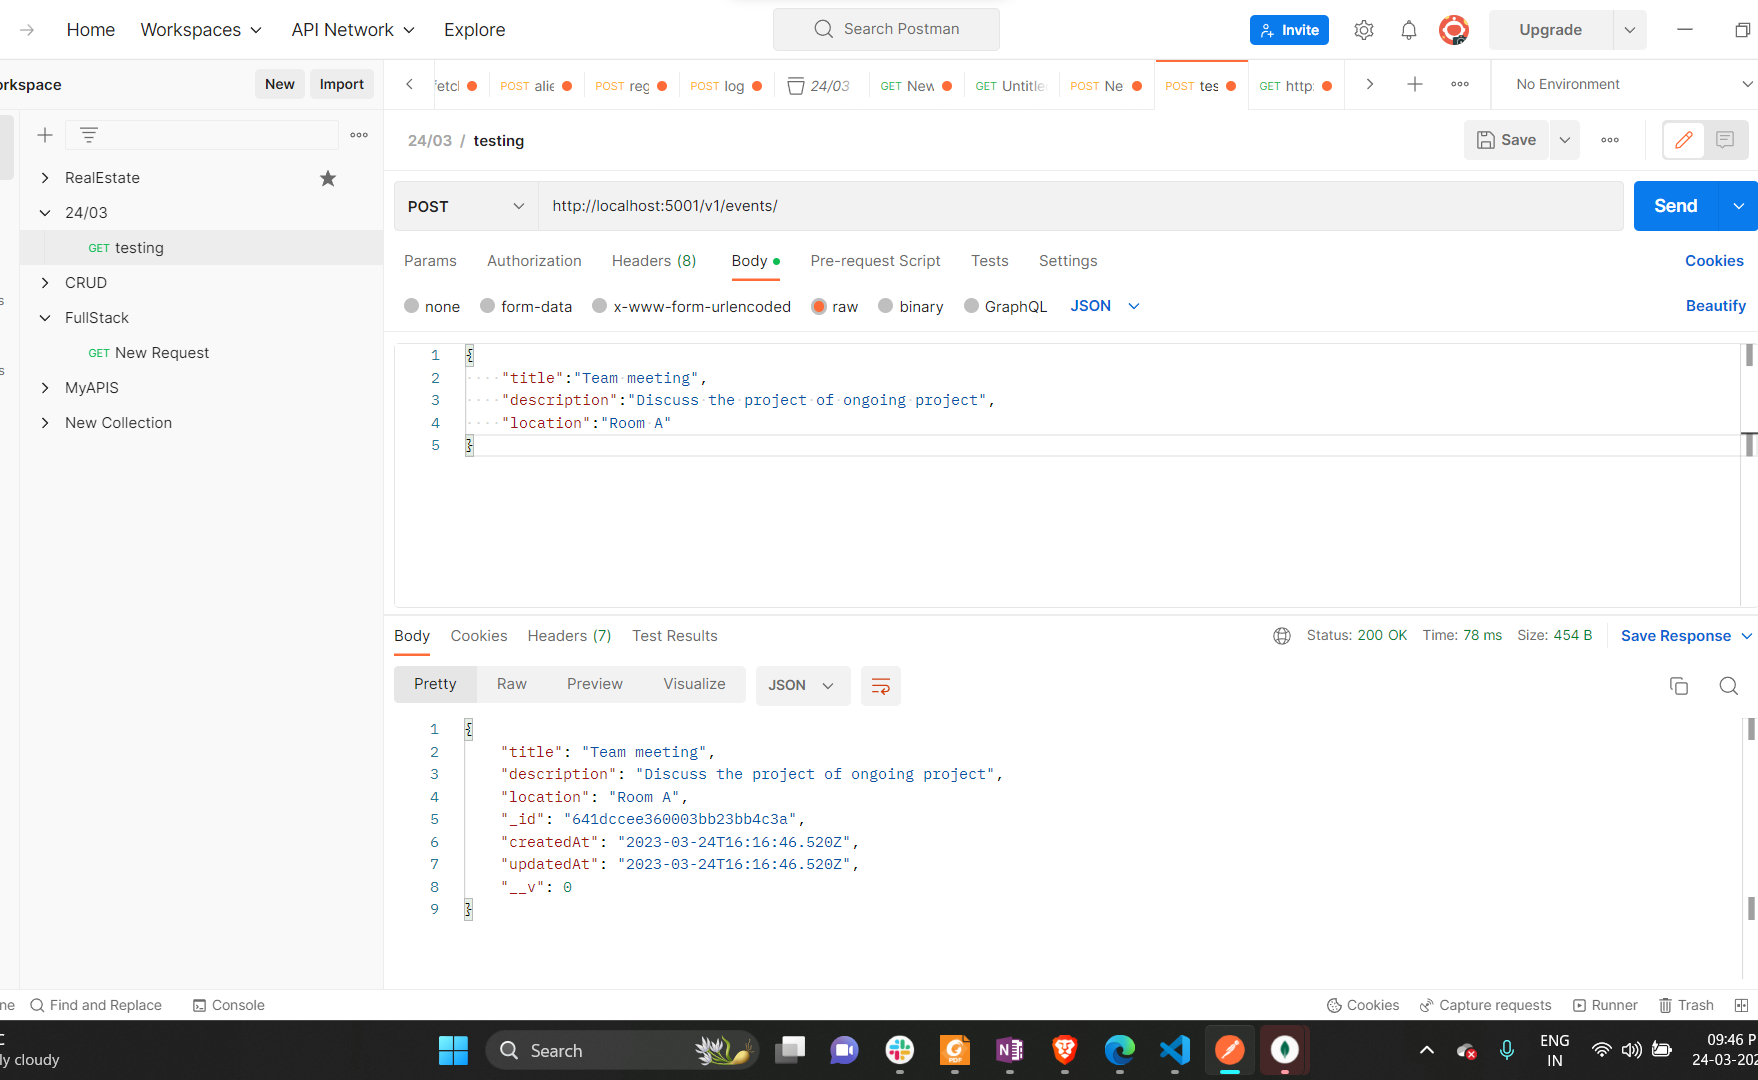 Home Workspaces API Network Explore Search Postman Invite Upgrade
New Import
POST alie POST reg POST log 24/03 GET New GET Untitle POST Ne POST tes GET http: No Environment
24/03 / testing Save
RealEstate
24/03
GET testing
CRUD
FullStack
GET New Request
MyAPIS
New Collection
POST http://localhost:5001/v1/events/ Send
Params Authorization Headers (8) Body Pre-request Script Tests Settings Cookies
none form-data x-www-form-urlencoded raw binary GraphQL JSON Beautify
1 {
2 "title":"Team meeting",
3 "description":"Discuss the project of ongoing project",
4 "location":"Room A"
5 }
Body Cookies Headers (7) Test Results Status: 200 OK Time: 78 ms Size: 454 B Save Response
Pretty Raw Preview Visualize JSON
1 {
2 "title": "Team meeting",
3 "description": "Discuss the project of ongoing project",
4 "location": "Room A",
5 "_id": "641dccee360003bb23bb4c3a",
6 "createdAt": "2023-03-24T16:16:46.520Z",
7 "updatedAt": "2023-03-24T16:16:46.520Z",
8 "__v": 0
9 }
Find and Replace Console Cookies Capture requests Runner Trash
cloudy Search PDF N ENG
IN
09:46 P
24-03-202